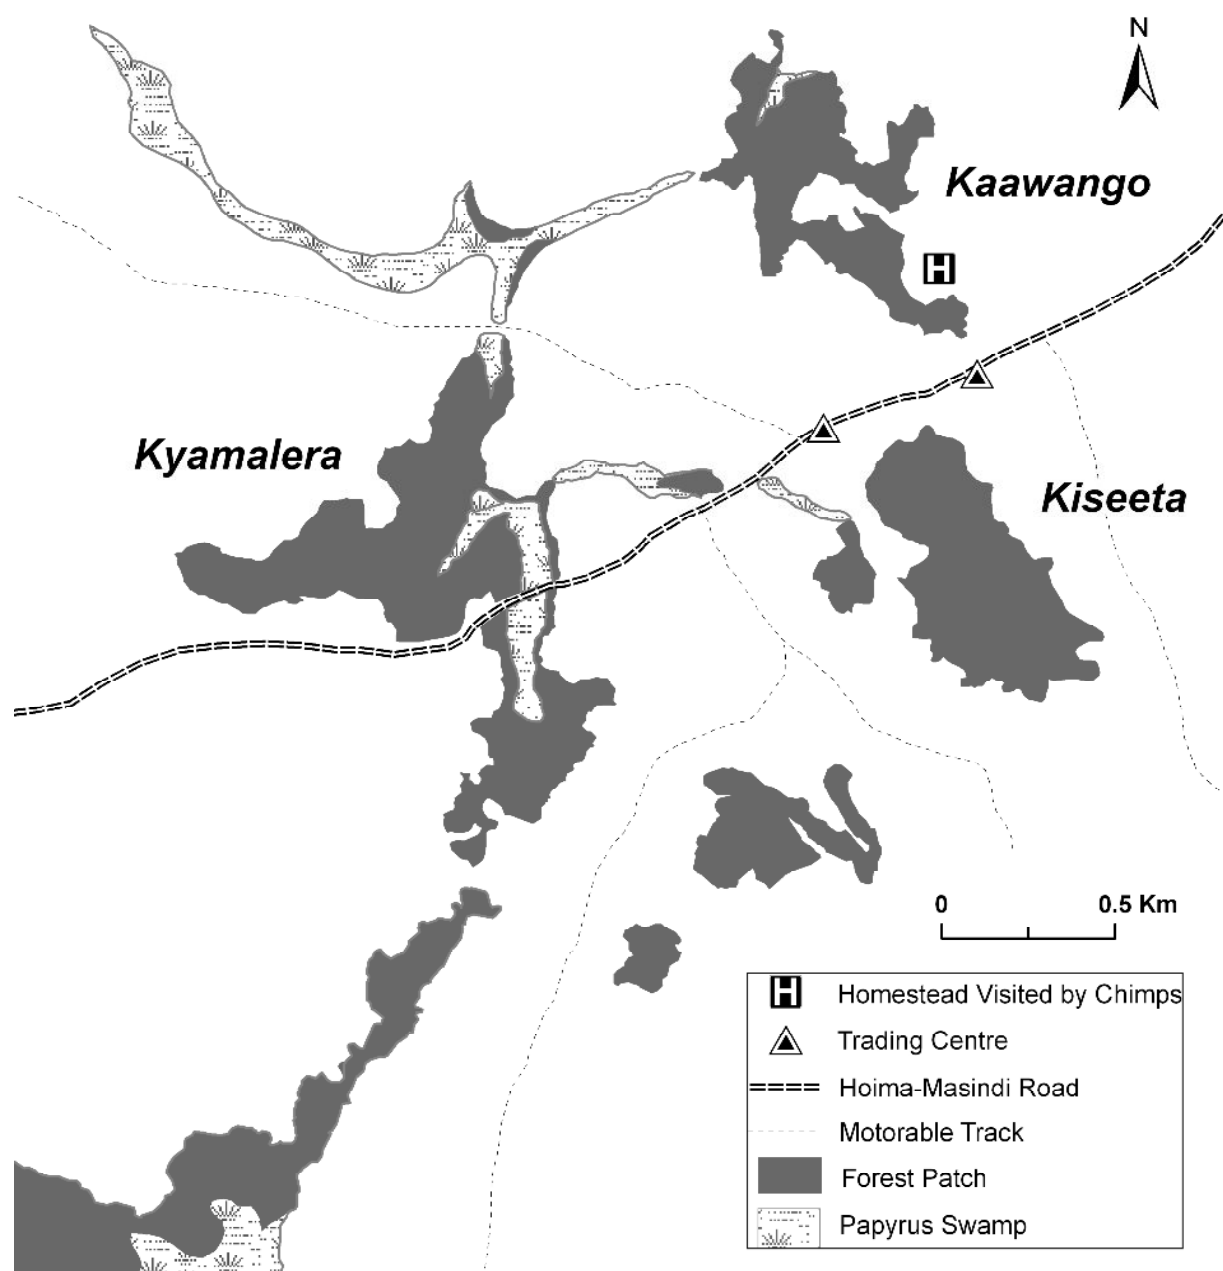 N
Kaawango
H
Kyamalera
Kiseeta
0 0.5 Km
H Homestead Visited by Chimps
Trading Centre
Hoima-Masindi Road
Motorable Track
Forest Patch
Papyrus Swamp